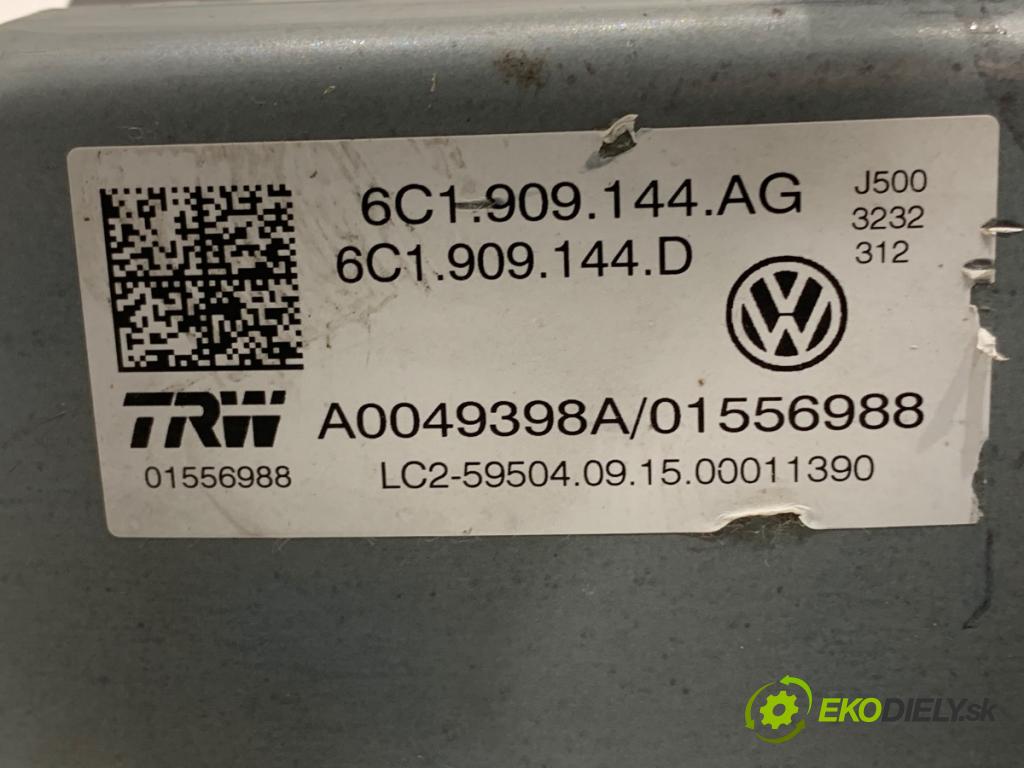 6C1.909.144.AG
J500
6C1.909.144.D
3232
312
TRW
A0049398A/01556988
01556988
LC2-59504.09.15.00011390
EKODIELY.sk